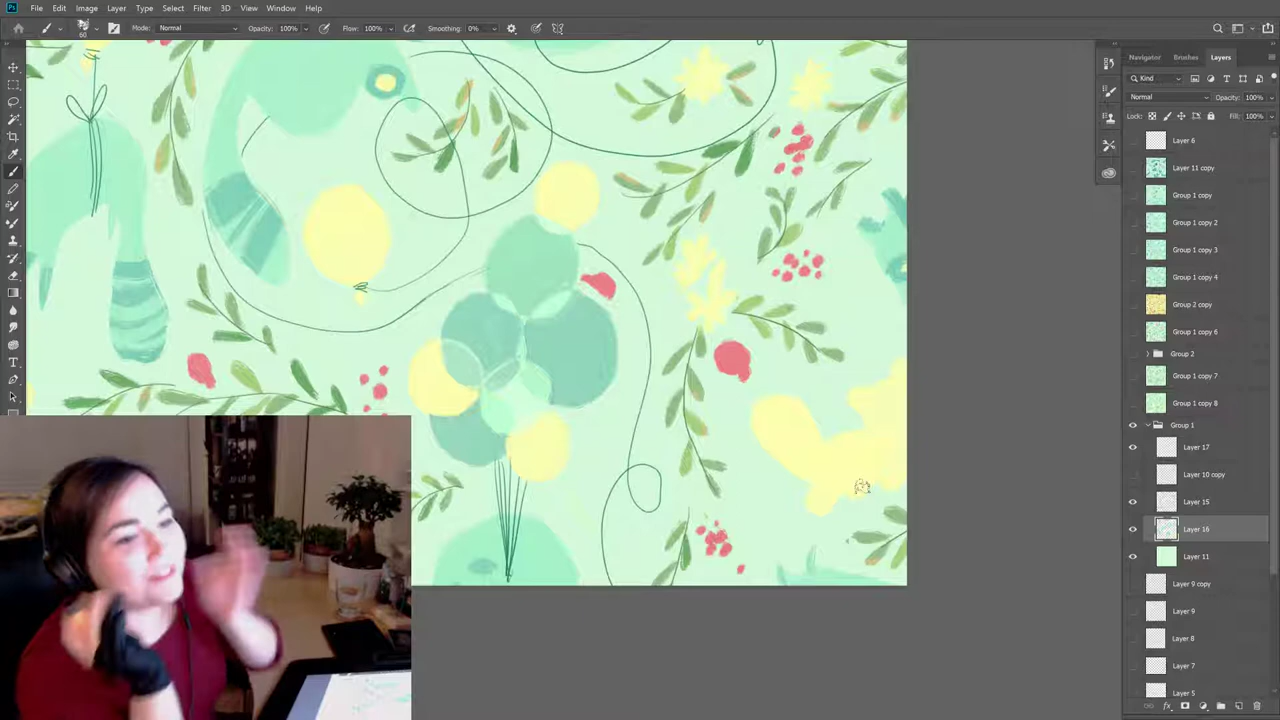 Ps File Edit Image Layer Type Select Filter 3D View Window Help
60 Mode: Normal Opacity: 100% Flow: 100% Smoothing: 0%
Navigator Brushes Layers
Kind
Normal Opacity: 100%
Lock: Fill: 100%
Layer 6
Layer 11 copy
Group 1 copy
Group 1 copy 2
Group 1 copy 3
Group 1 copy 4
Group 2 copy
Group 1 copy 6
Group 2
Group 1 copy 7
Group 1 copy 8
Group 1
Layer 17
Layer 10 copy
Layer 15
Layer 16
Layer 11
Layer 9 copy
Layer 9
Layer 8
Layer 7
Layer 5
fx